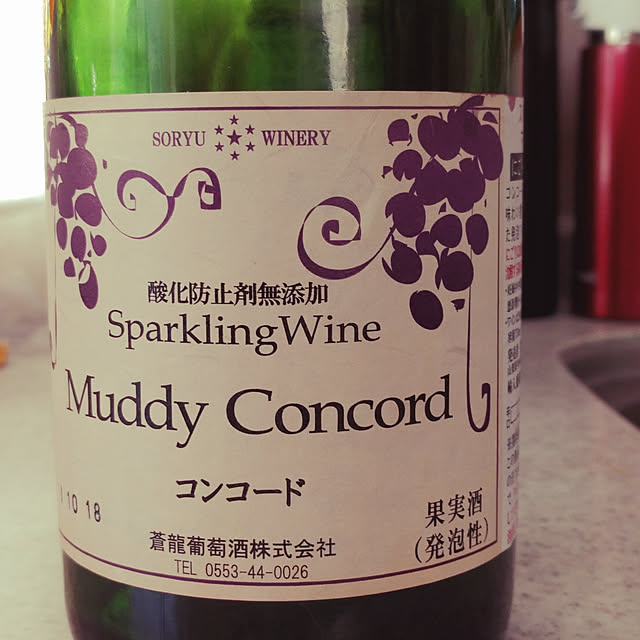 SORYU WINERY
酸化防止剤無添加
Sparkling Wine
Muddy Concord
コンコード
10 18
果実酒
(発泡性)
蒼龍葡萄酒株式会社
TEL 0553-44-0026